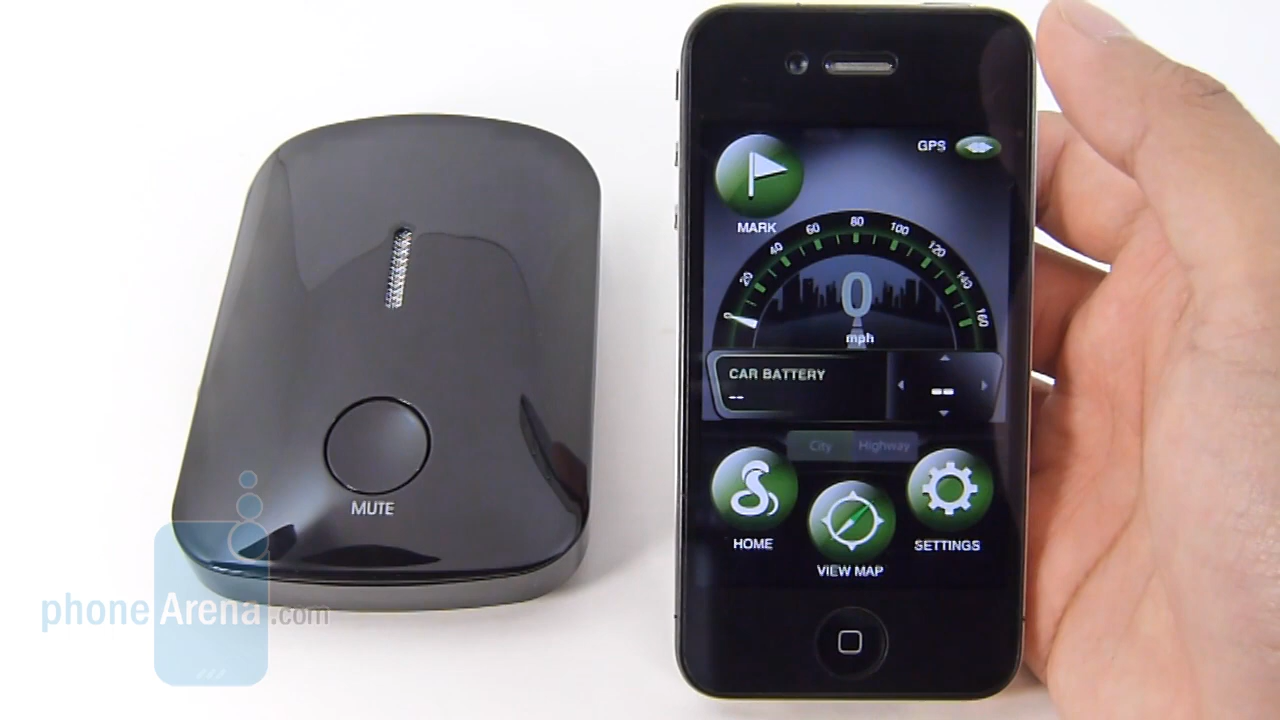 MUTE
phoneArena.com
GPS
MARK
20 40 60 80 100 120 140 160
0
mph
CAR BATTERY
--
--
City Highway
HOME
VIEW MAP
SETTINGS